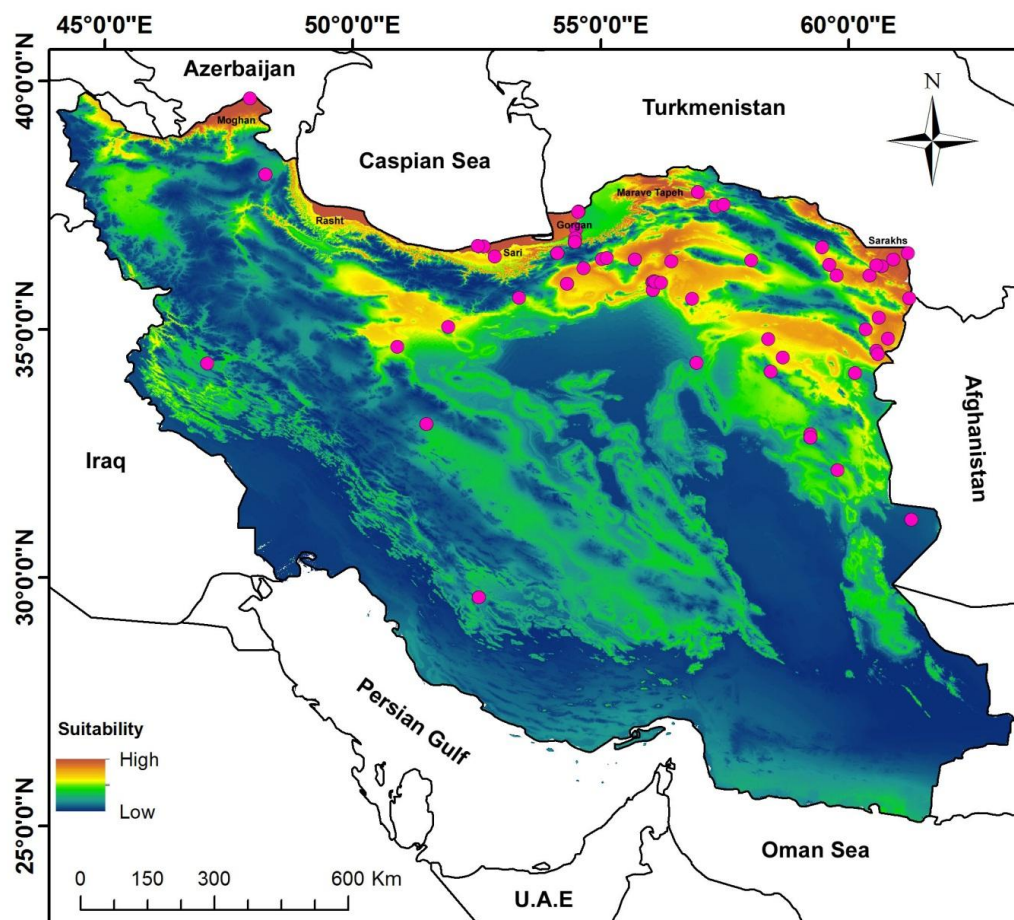 45°0'0"E 50°0'0"E 55°0'0"E 60°0'0"E
40°0'0"N
35°0'0"N
30°0'0"N
25°0'0"N
Azerbaijan
Turkmenistan
N
Moghan
Caspian Sea
Marave Tapeh
Rasht
Gorgan
Sari
Sarakhs
Afghanistan
Iraq
Persian Gulf
Suitability
High
Low
Oman Sea
U.A.E
0 150 300 600 Km